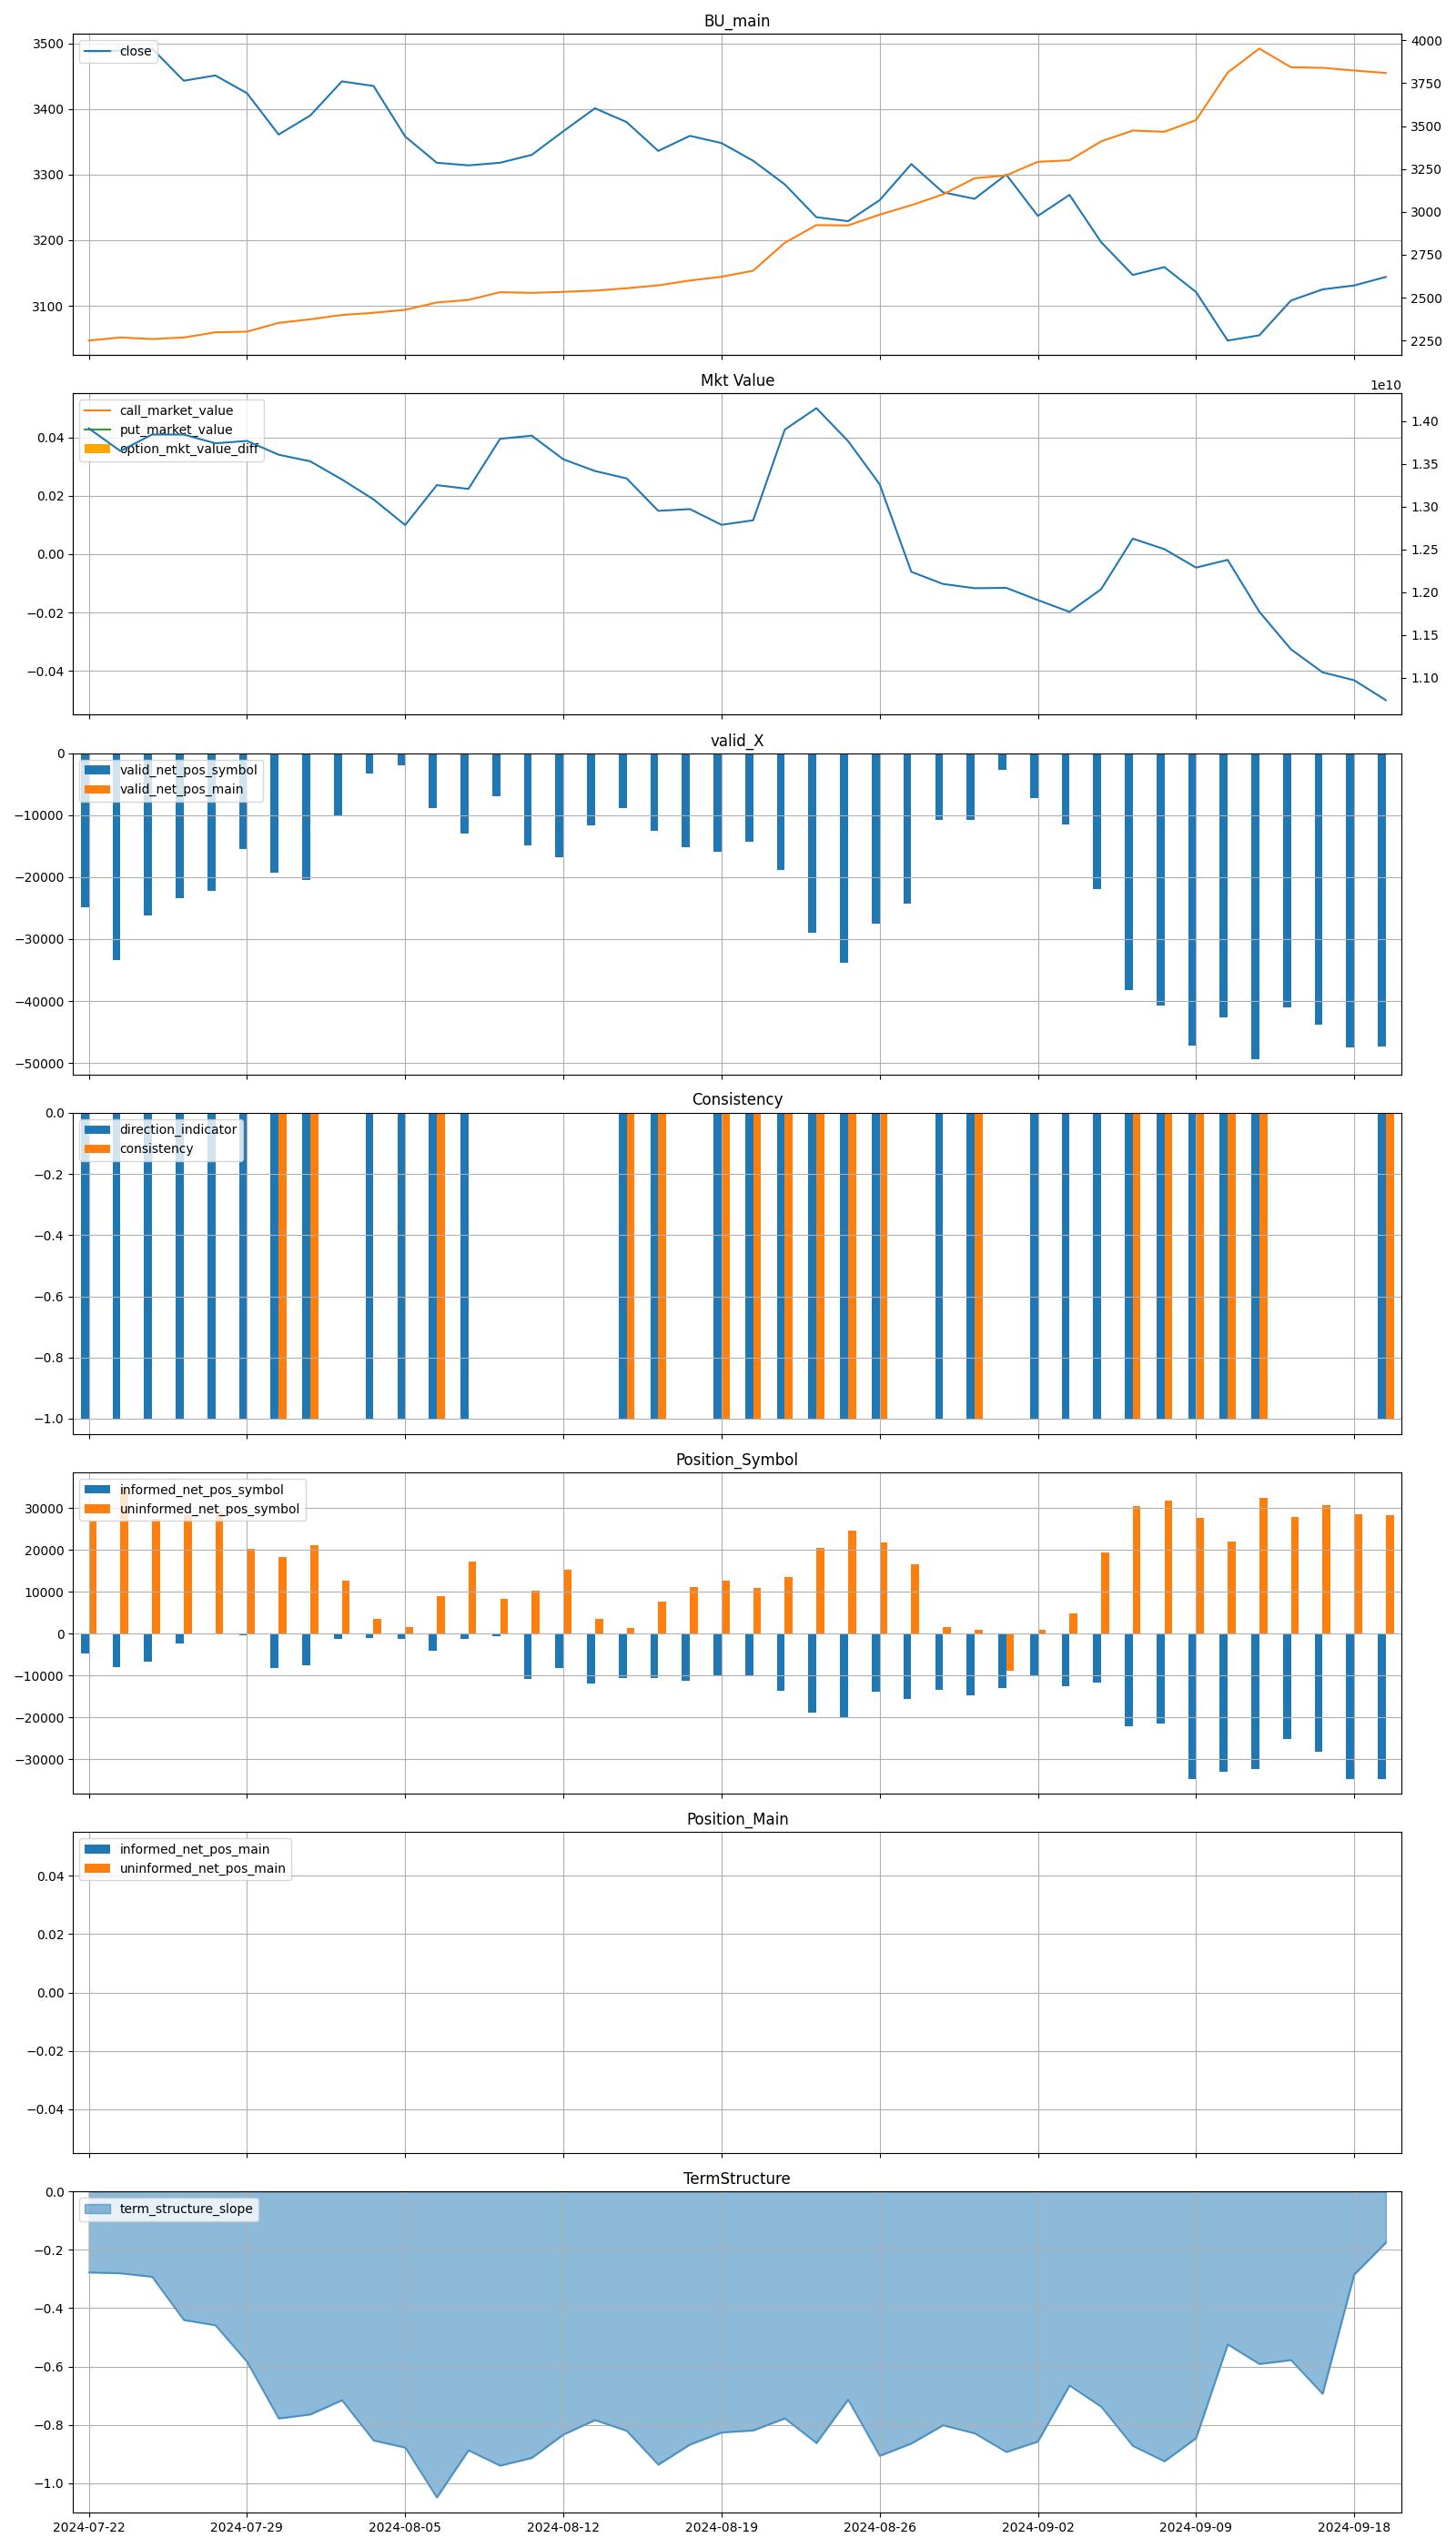 BU_main
close
3500
3400
3300
3200
3100
4000
3750
3500
3250
3000
2750
2500
2250
Mkt Value
1e10
call_market_value
put_market_value
option_mkt_value_diff
0.04
0.02
0.00
−0.02
−0.04
1.40
1.35
1.30
1.25
1.20
1.15
1.10
valid_X
valid_net_pos_symbol
valid_net_pos_main
0
−10000
−20000
−30000
−40000
−50000
Consistency
direction_indicator
consistency
0.0
−0.2
−0.4
−0.6
−0.8
−1.0
Position_Symbol
informed_net_pos_symbol
uninformed_net_pos_symbol
30000
20000
10000
0
−10000
−20000
−30000
Position_Main
informed_net_pos_main
uninformed_net_pos_main
0.04
0.02
0.00
−0.02
−0.04
TermStructure
term_structure_slope
0.0
−0.2
−0.4
−0.6
−0.8
−1.0
2024-07-22 2024-07-29 2024-08-05 2024-08-12 2024-08-19 2024-08-26 2024-09-02 2024-09-09 2024-09-18